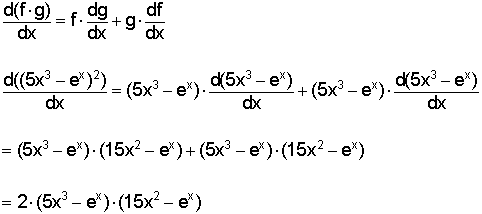 d(f·g)/dx = f·dg/dx + g·df/dx
d((5x³ – eˣ)²)/dx = (5x³ – eˣ)·d(5x³ – eˣ)/dx + (5x³ – eˣ)·d(5x³ – eˣ)/dx
= (5x³ – eˣ)·(15x² – eˣ) + (5x³ – eˣ)·(15x² – eˣ)
= 2·(5x³ – eˣ)·(15x² – eˣ)